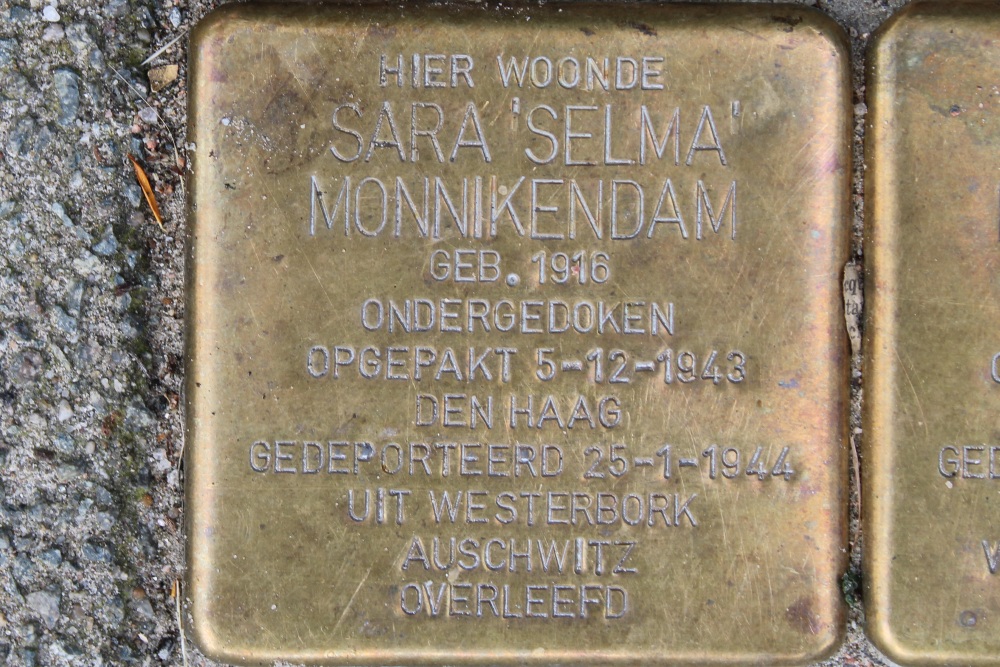 HIER WOONDE
SARA 'SELMA'
MONNIKENDAM
GEB. 1916
ONDERGEDOKEN
OPGEPAKT 5-12-1943
DEN HAAG
GEDEPORTEERD 25-1-1944
UIT WESTERBORK
AUSCHWITZ
OVERLEEFD